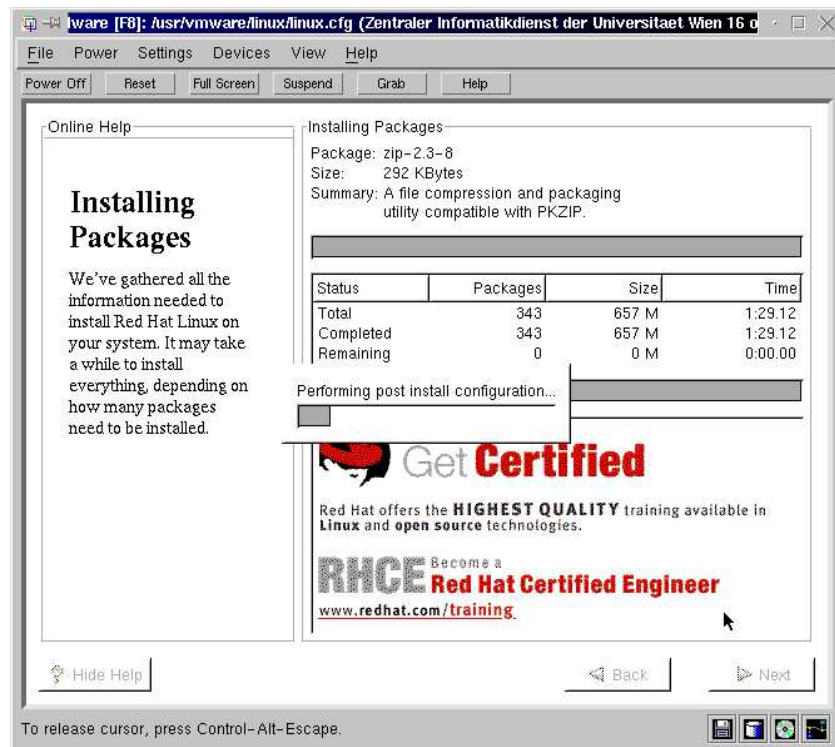 lware [F8]: /usr/vmware/linux/linux.cfg (Zentraler Informatikdienst der Universitaet Wien 16 o
File Power Settings Devices View Help
Power Off Reset Full Screen Suspend Grab Help
Online Help
Installing
Packages
We've gathered all the
information needed to
install Red Hat Linux on
your system. It may take
a while to install
everything, depending on
how many packages
need to be installed.
Installing Packages
Package: zip-2.3-8
Size: 292 KBytes
Summary: A file compression and packaging
utility compatible with PKZIP.
Status Packages Size Time
Total 343 657 M 1:29.12
Completed 343 657 M 1:29.12
Remaining 0 0 M 0:00.00
Performing post install configuration...
Get Certified
Red Hat offers the HIGHEST QUALITY training available in
Linux and open source technologies.
RHCE Become a
Red Hat Certified Engineer
www.redhat.com/training
Hide Help Back Next
To release cursor, press Control-Alt-Escape.